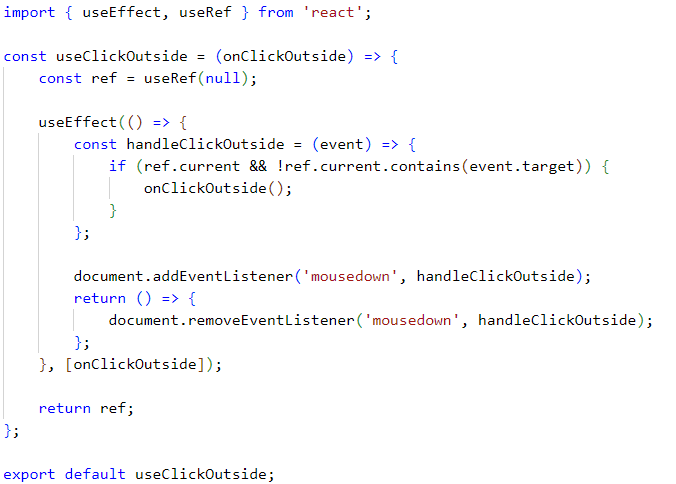 import { useEffect, useRef } from 'react';

const useClickOutside = (onClickOutside) => {
    const ref = useRef(null);

    useEffect(() => {
        const handleClickOutside = (event) => {
            if (ref.current && !ref.current.contains(event.target)) {
                onClickOutside();
            }
        };

        document.addEventListener('mousedown', handleClickOutside);
        return () => {
            document.removeEventListener('mousedown', handleClickOutside);
        };
    }, [onClickOutside]);

    return ref;
};

export default useClickOutside;